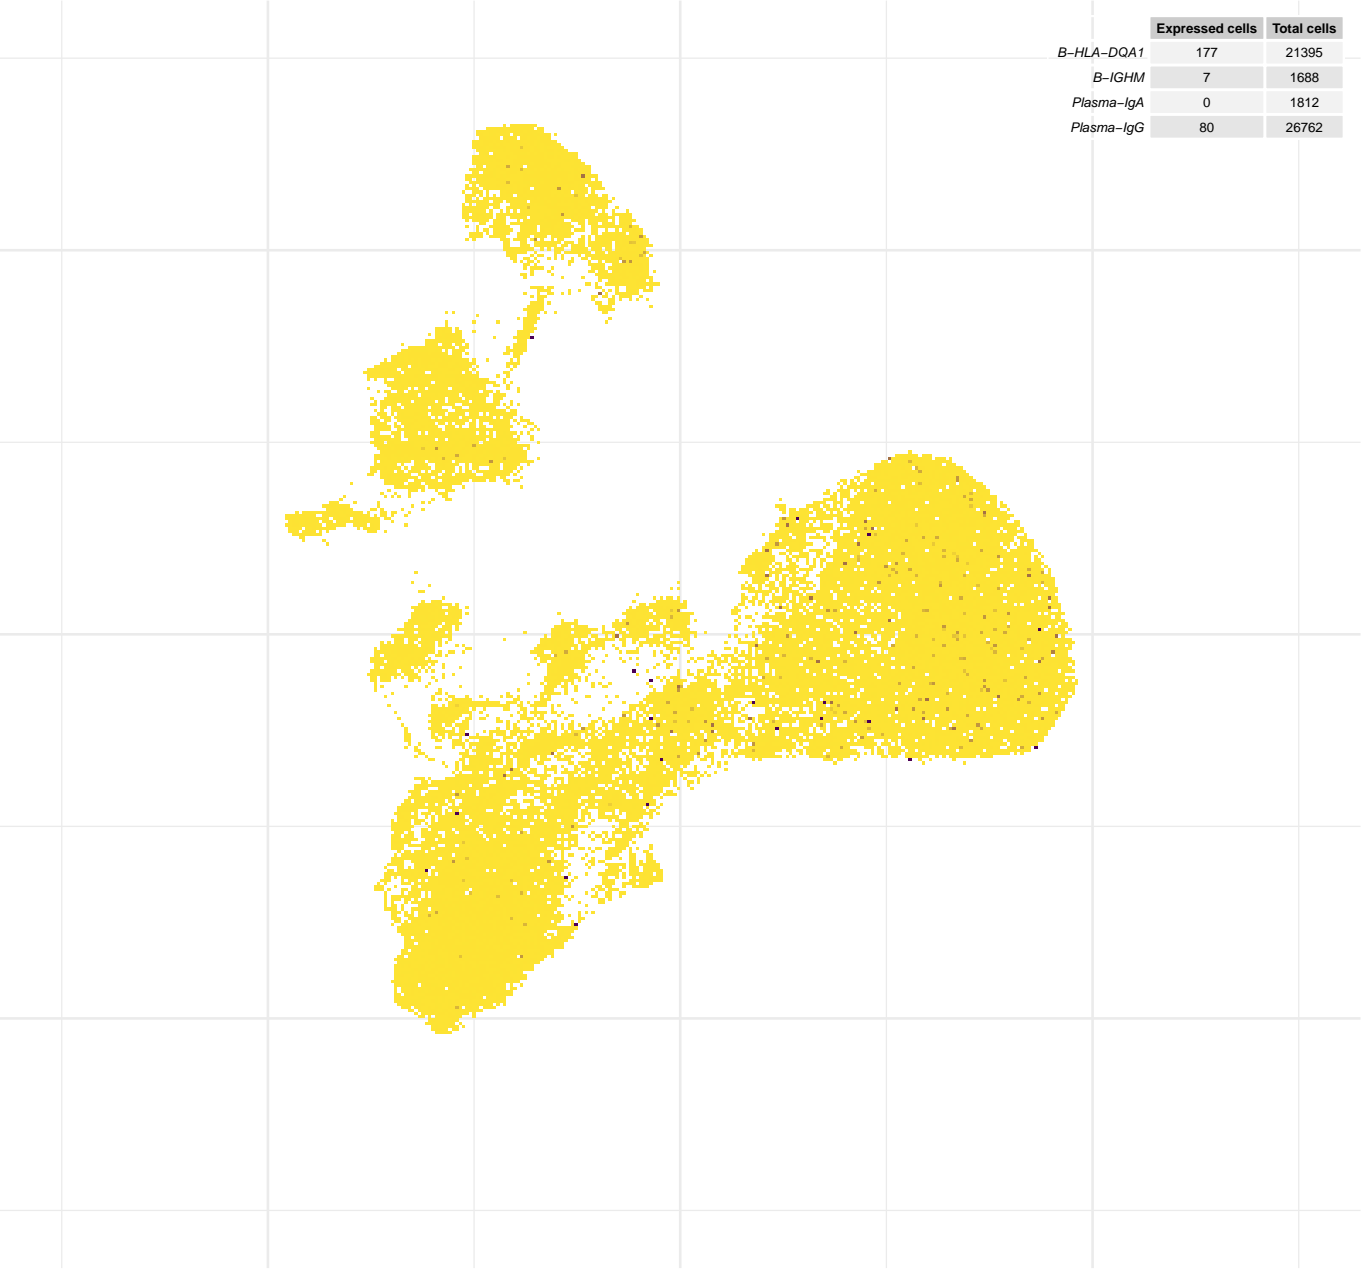 Expressed cells Total cells
B−HLA−DQA1 177 21395
B−IGHM 7 1688
Plasma−IgA 0 1812
Plasma−IgG 80 26762